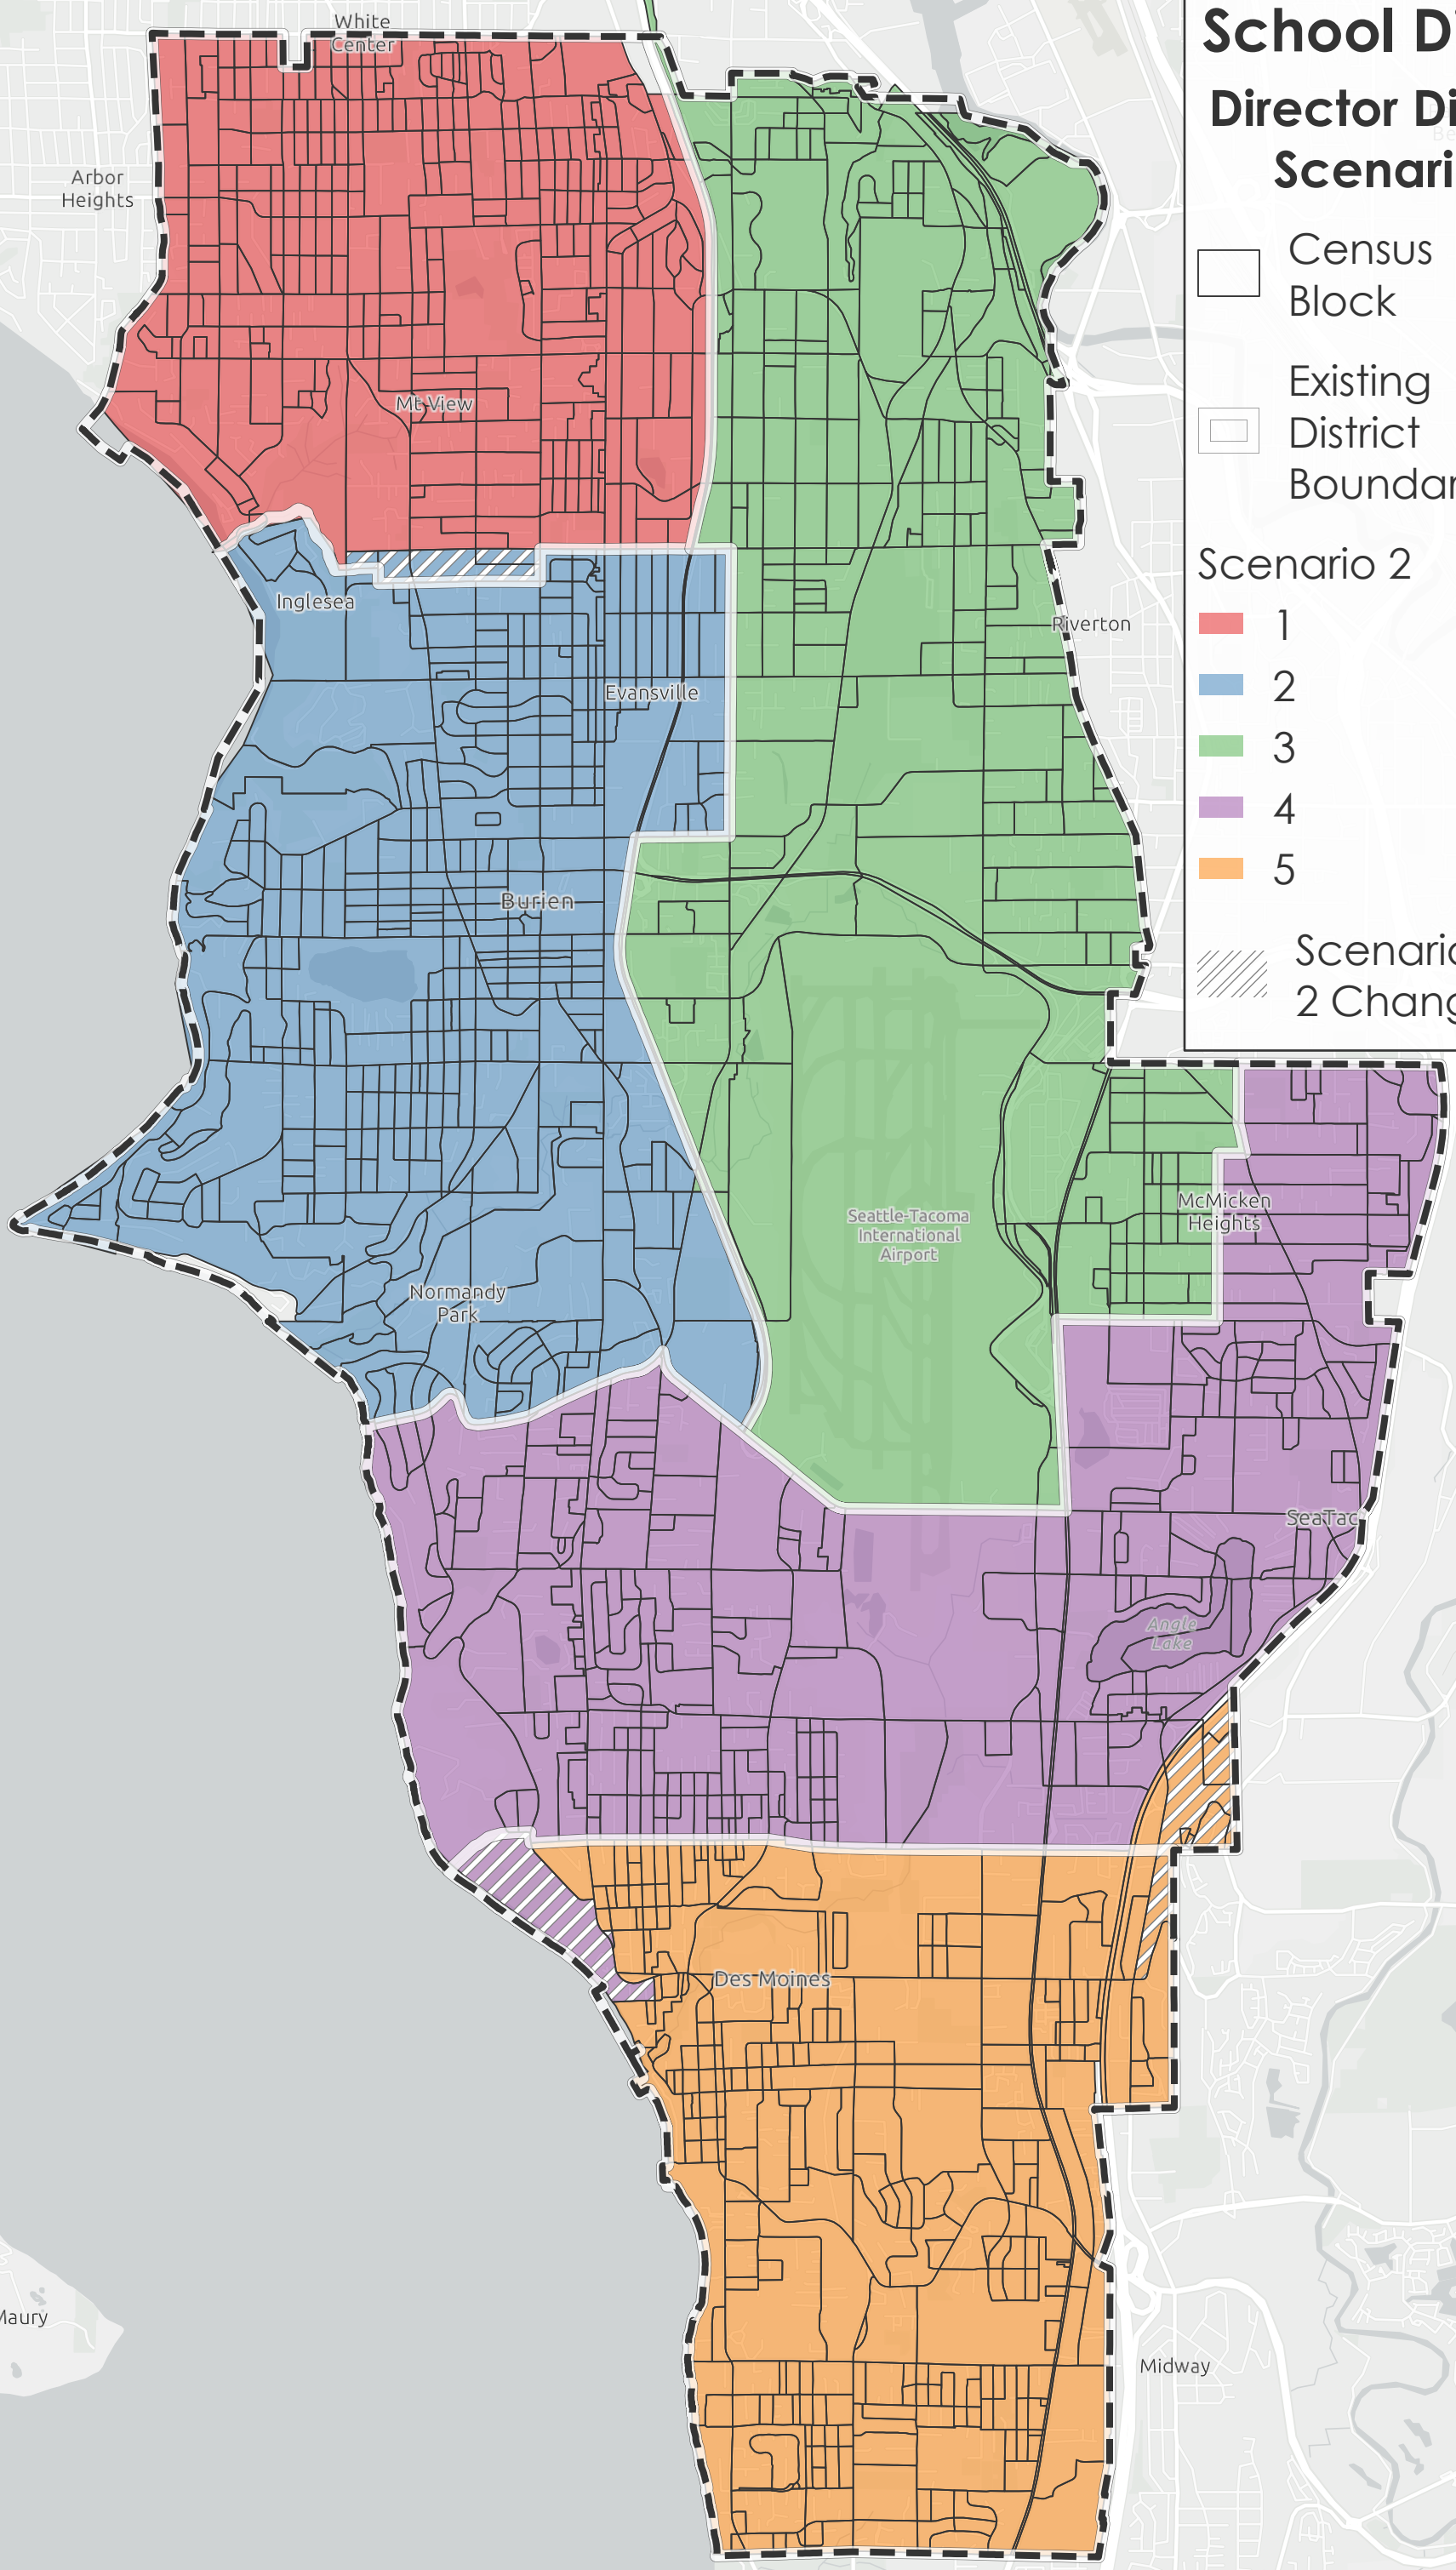 White
Center
School D
Director Di
Scenari
Arbor
Heights
Census
Block
Existing
District
Boundar
Mt View
Scenario 2
Inglesea
1
Riverton
2
Evansville
3
4
5
Burien
Scenario
2 Chang
McMicken
Heights
Seattle-Tacoma
International
Airport
Normandy
Park
SeaTac
Angle
Lake
Des Moines
Maury
Midway